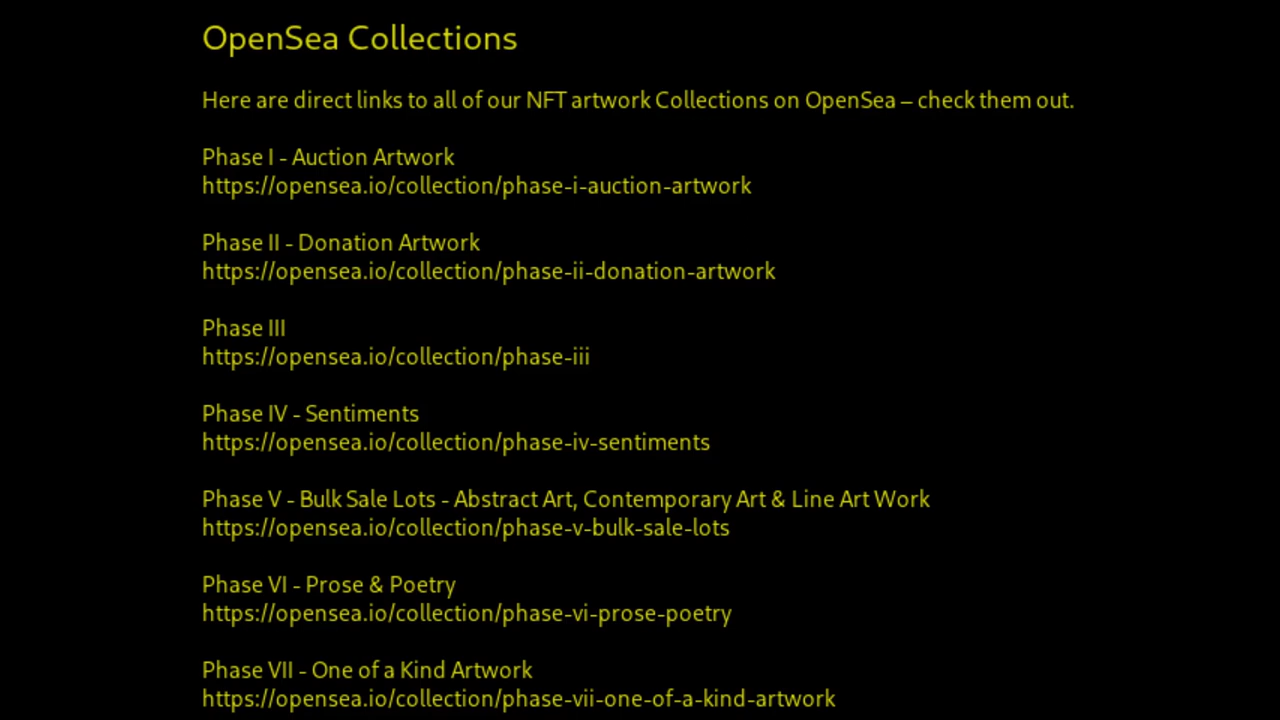 OpenSea Collections
Here are direct links to all of our NFT artwork Collections on OpenSea – check them out.
Phase I - Auction Artwork
https://opensea.io/collection/phase-i-auction-artwork
Phase II - Donation Artwork
https://opensea.io/collection/phase-ii-donation-artwork
Phase III
https://opensea.io/collection/phase-iii
Phase IV - Sentiments
https://opensea.io/collection/phase-iv-sentiments
Phase V - Bulk Sale Lots - Abstract Art, Contemporary Art & Line Art Work
https://opensea.io/collection/phase-v-bulk-sale-lots
Phase VI - Prose & Poetry
https://opensea.io/collection/phase-vi-prose-poetry
Phase VII - One of a Kind Artwork
https://opensea.io/collection/phase-vii-one-of-a-kind-artwork